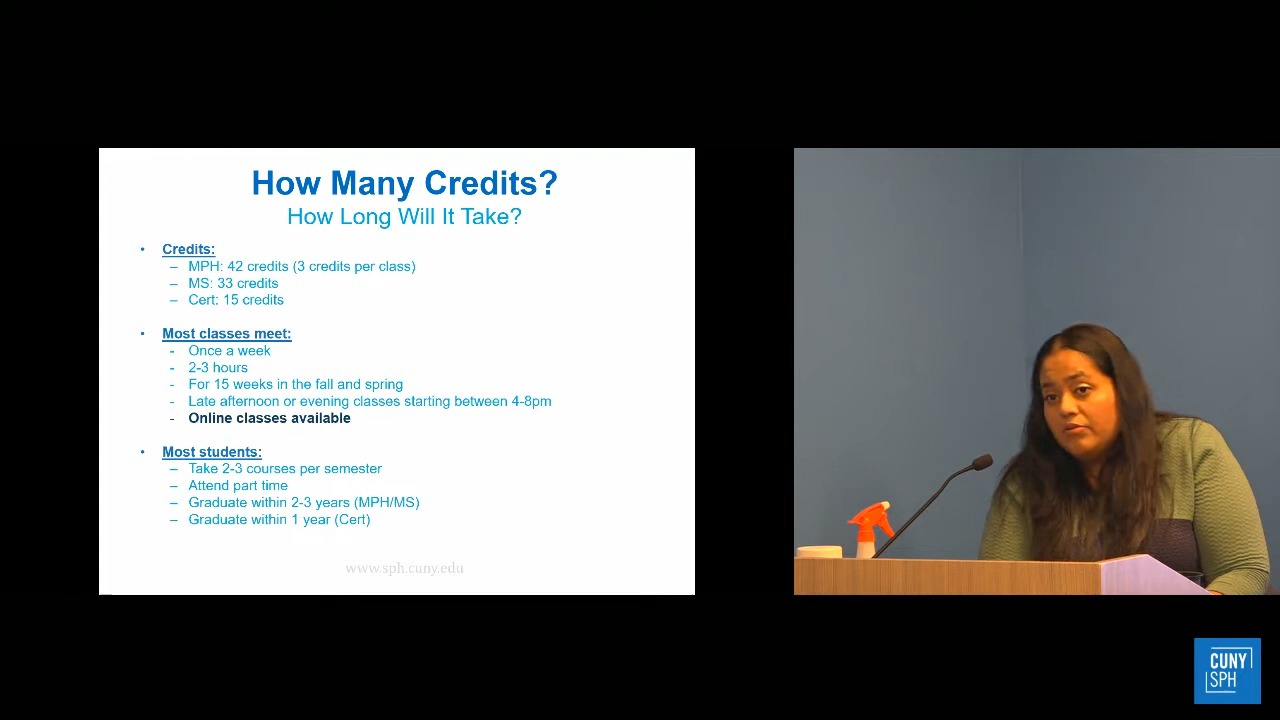 How Many Credits?
How Long Will It Take?
• Credits:
– MPH: 42 credits (3 credits per class)
– MS: 33 credits
– Cert: 15 credits
• Most classes meet:
- Once a week
- 2-3 hours
- For 15 weeks in the fall and spring
- Late afternoon or evening classes starting between 4-8pm
- Online classes available
• Most students:
– Take 2-3 courses per semester
– Attend part time
– Graduate within 2-3 years (MPH/MS)
– Graduate within 1 year (Cert)
www.sph.cuny.edu
CUNY
SPH